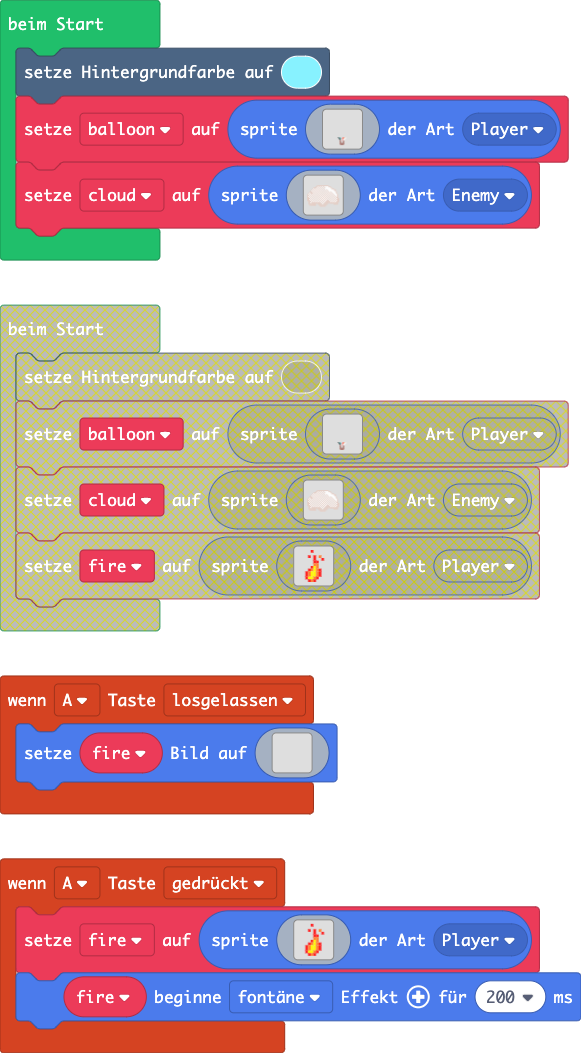 beim Start
setze Hintergrundfarbe auf
setze balloon auf sprite der Art Player
setze cloud auf sprite der Art Enemy
beim Start
setze Hintergrundfarbe auf
setze balloon auf sprite der Art Player
setze cloud auf sprite der Art Enemy
setze fire auf sprite der Art Player
wenn A Taste losgelassen
setze fire Bild auf
wenn A Taste gedrückt
setze fire auf sprite der Art Player
fire beginne fontäne Effekt für 200 ms